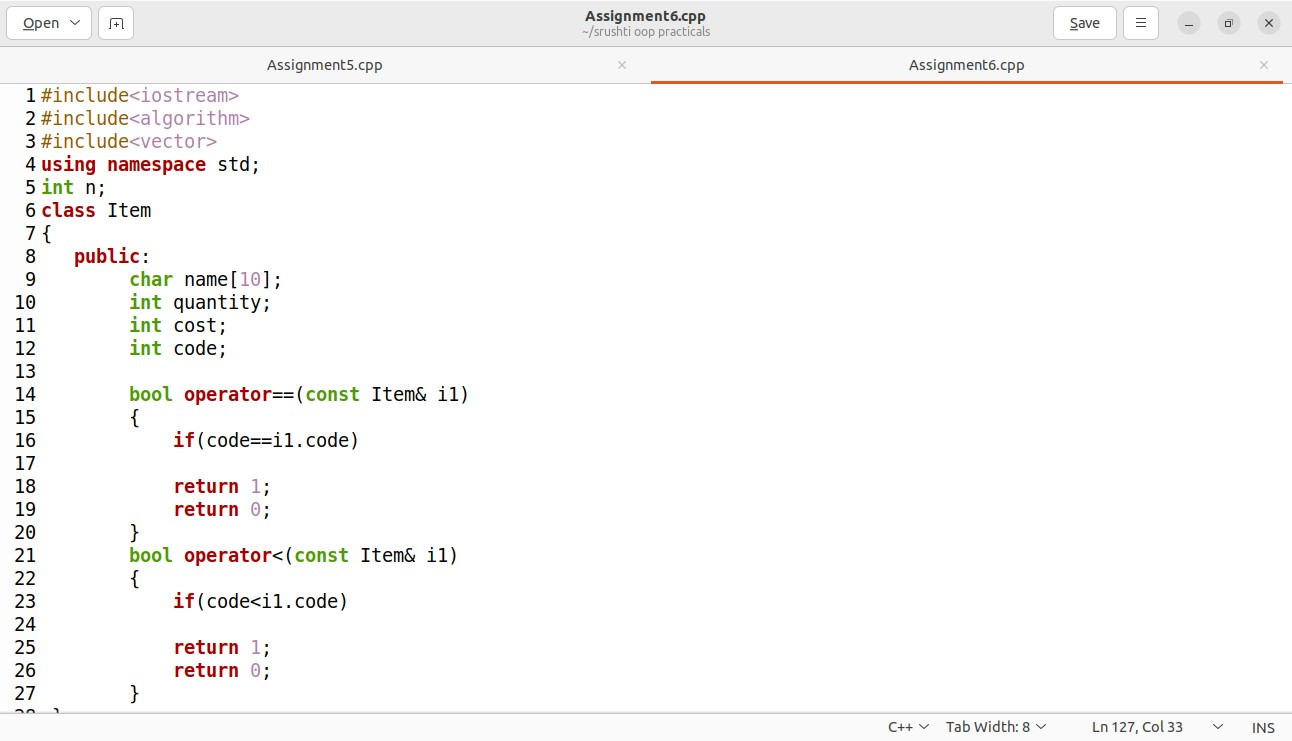 Open
Assignment6.cpp
~/srushti oop practicals
Save
Assignment5.cpp
Assignment6.cpp
1 #include<iostream>
2 #include<algorithm>
3 #include<vector>
4 using namespace std;
5 int n;
6 class Item
7 {
8    public:
9         char name[10];
10         int quantity;
11         int cost;
12         int code;
13
14         bool operator==(const Item& i1)
15         {
16             if(code==i1.code)
17
18             return 1;
19             return 0;
20         }
21         bool operator<(const Item& i1)
22         {
23             if(code<i1.code)
24
25             return 1;
26             return 0;
27         }
C++ Tab Width: 8 Ln 127, Col 33 INS